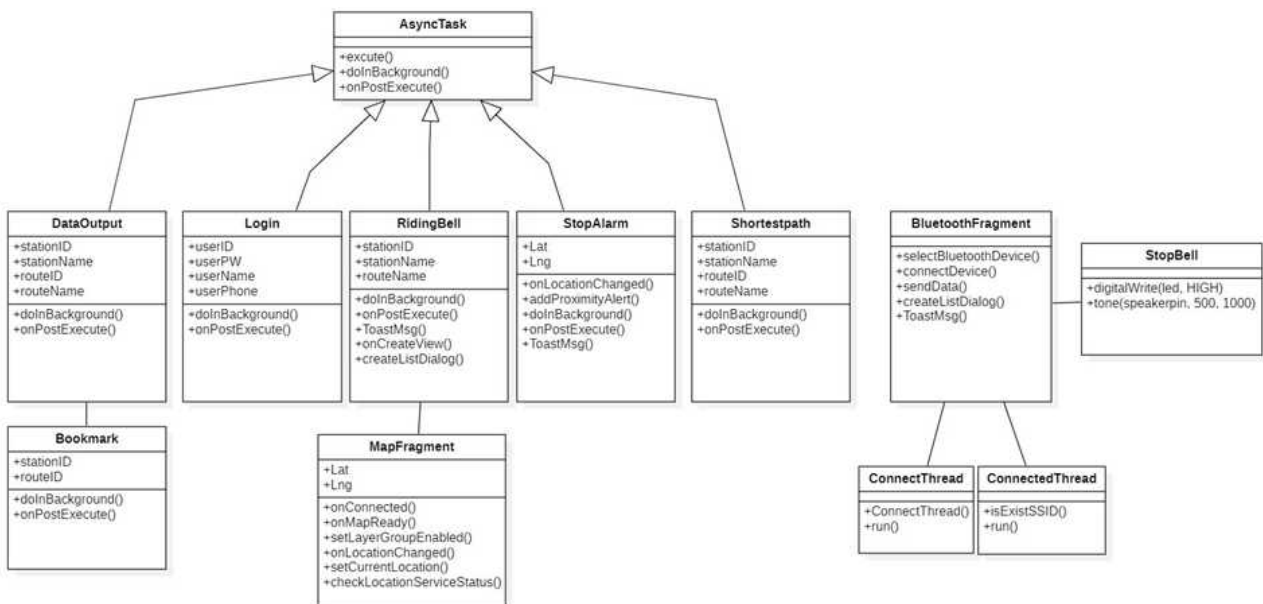 AsyncTask
+excute()
+doInBackground()
+onPostExecute()
DataOutput
+stationID
+stationName
+routeID
+routeName
+doInBackground()
+onPostExecute()
Login
+userID
+userPW
+userName
+userPhone
+doInBackground()
+onPostExecute()
RidingBell
+stationID
+stationName
+routeName
+doInBackground()
+onPostExecute()
+ToastMsg()
+onCreateView()
+createListDialog()
StopAlarm
+Lat
+Lng
+onLocationChanged()
+addProximityAlert()
+doInBackground()
+onPostExecute()
+ToastMsg()
Shortestpath
+stationID
+stationName
+routeID
+routeName
+doInBackground()
+onPostExecute()
BluetoothFragment
+selectBluetoothDevice()
+connectDevice()
+sendData()
+createListDialog()
+ToastMsg()
StopBell
+digitalWrite(led, HIGH)
+tone(speakerpin, 500, 1000)
Bookmark
+stationID
+routeID
+doInBackground()
+onPostExecute()
MapFragment
+Lat
+Lng
+onConnected()
+onMapReady()
+setLayerGroupEnabled()
+onLocationChanged()
+setCurrentLocation()
+checkLocationServiceStatus()
ConnectThread
+ConnectThread()
+run()
ConnectedThread
+isExistSSID()
+run()